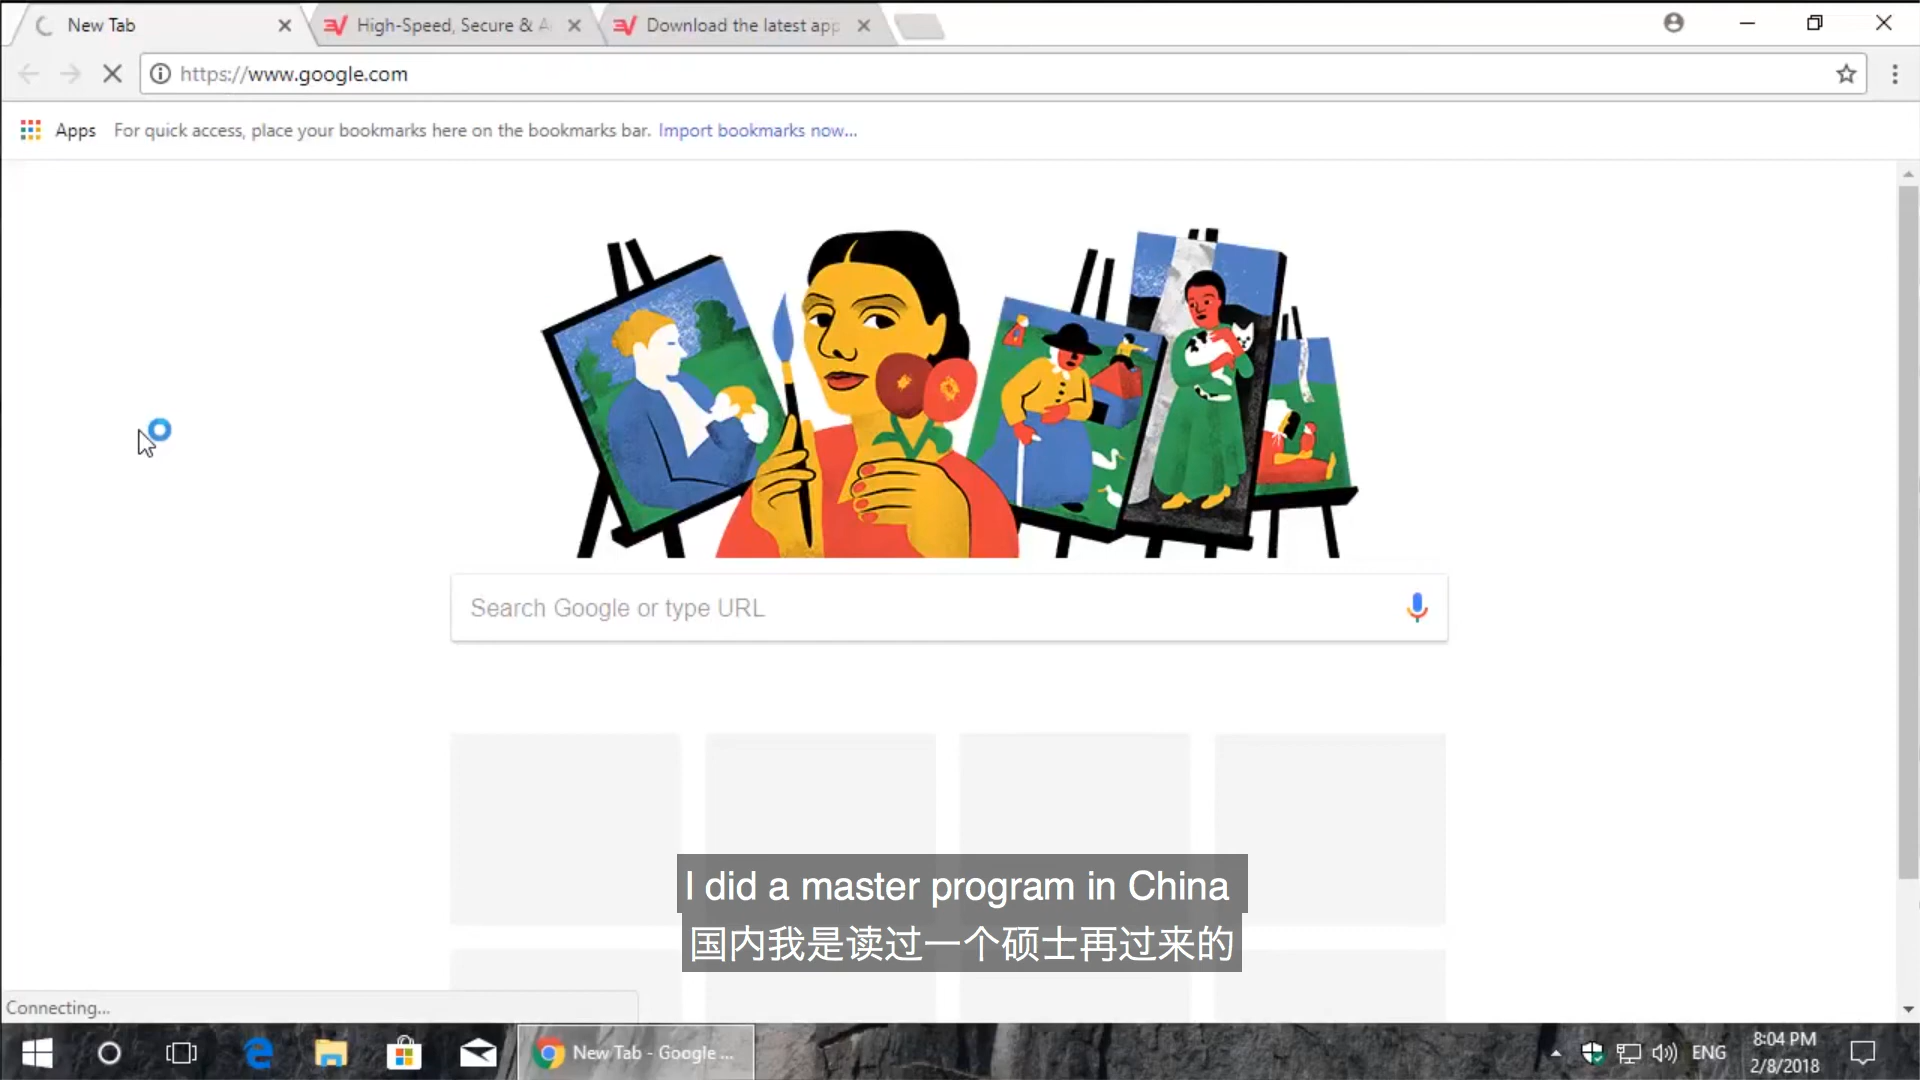 New Tab
High-Speed, Secure & A
Download the latest app
https://www.google.com
Apps
For quick access, place your bookmarks here on the bookmarks bar. Import bookmarks now...
Search Google or type URL
I did a master program in China
国内我是读过一个硕士再过来的
Connecting...
New Tab - Google ...
ENG
8:04 PM
2/8/2018